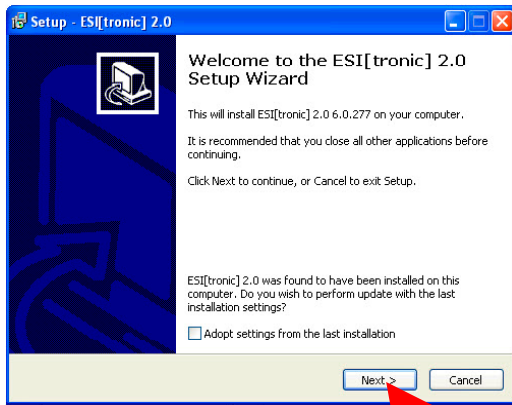 Setup - ESI[tronic] 2.0
Welcome to the ESI[tronic] 2.0
Setup Wizard
This will install ESI[tronic] 2.0 6.0.277 on your computer.
It is recommended that you close all other applications before
continuing.
Click Next to continue, or Cancel to exit Setup.
ESI[tronic] 2.0 was found to have been installed on this
computer. Do you wish to perform update with the last
installation settings?
Adopt settings from the last installation
Next >
Cancel